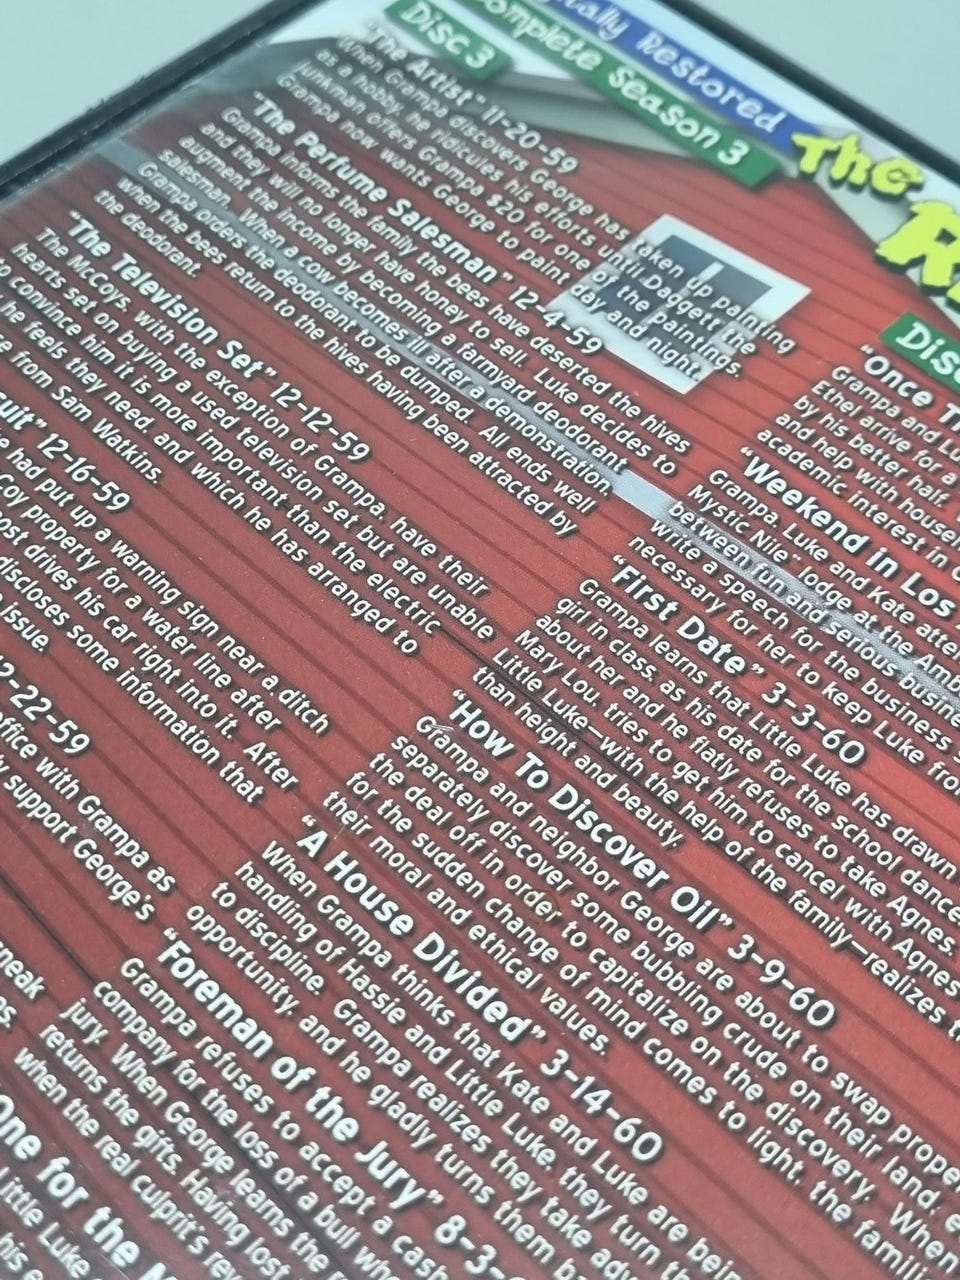 Digitally Restored
Complete Season 3
The
Disc 3
"The Artist" 11-20-59
When Grampa discovers George has taken up painting
as a hobby, he ridicules his efforts until Daggett the
junkman offers Grampa $20 for one of the paintings.
Grampa now wants George to paint day and night.
"The Perfume Salesman" 12-4-59
Grampa informs the family the bees have deserted the hives
and they will no longer have honey to sell. Luke decides to
augment the income by becoming a farmyard deodorant
salesman. When a cow becomes ill after a demonstration,
Grampa orders the deodorant to be dumped. All ends well
when the bees return to the hives having been attracted by
the deodorant.
"The Television Set" 12-12-59
The McCoys, with the exception of Grampa, have their
hearts set on buying a used television set but are unable
to convince him it is more important than the electric
he feels they need, and which he has arranged to
from Sam Watkins.
12-16-59
had put up a warning sign near a ditch
property for a water line after
drives his car right into it. After
discloses some information that
issue.
12-22-59
office with Grampa as
support George's
"Once
Grampa and
Ethel arrive for a
by his better half,
and help with
academic interest in
"Weekend in Los
Grampa, Luke and Kate
Mystic Nile" lodge at the
between fun and serious
write a speech for the business
necessary for her to keep Luke
"First Date" 3-3-60
Grampa learns that Little Luke has drawn
girl in class, as his date for the school dance
about her and he flatly refuses to take Agnes.
Mary Lou, tries to get him to cancel with
Little Luke—with the help of the family—realizes
than height and beauty.
"How To Discover Oil" 3-9-60
Grampa and neighbor George are about to swap
separately discover some bubbling crude on their land,
the deal off in order to capitalize on the discovery. When
for the sudden change of mind comes to light, the
their moral and ethical values.
"A House Divided" 3-14-60
When Grampa thinks that Kate and Luke are
handling of Hassie and Little Luke, they turn
to discipline. Grampa realizes they take
opportunity, and he gladly turns them
"Foreman of the Jury" 8-3-
Grampa refuses to accept a
company for the loss of a bull
jury. When George learns the
returns the gifts. Having lost
when the real culprit's
One for the
Little Luke